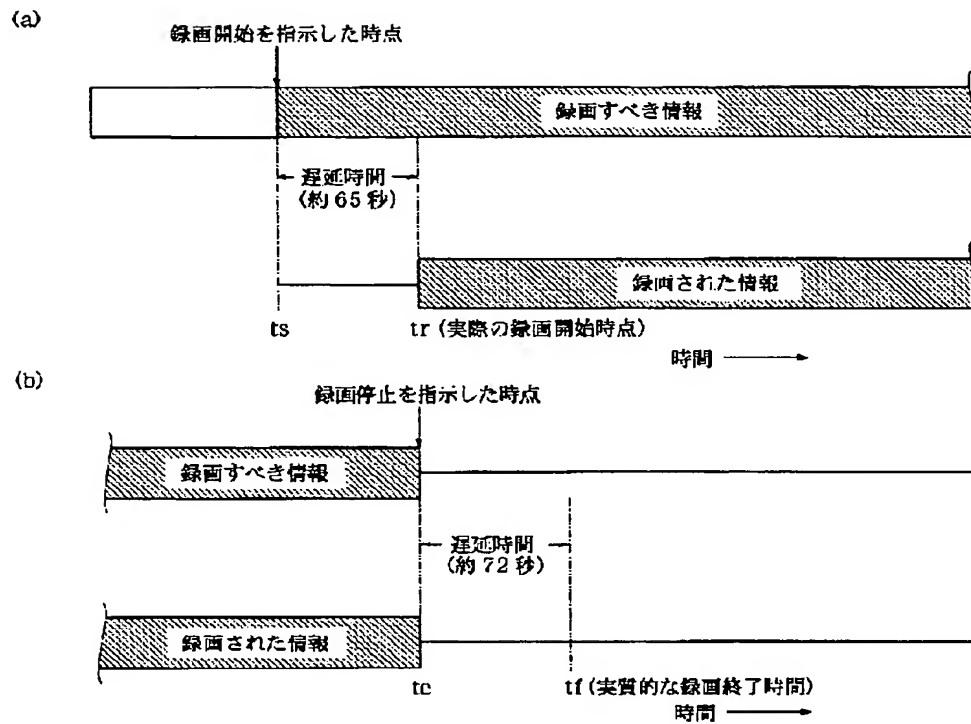 (a)
録画開始を指示した時点
録画すべき情報
遅延時間
(約65秒)
録画された情報
ts
tr (実際の録画開始時点)
時間
(b)
録画停止を指示した時点
録画すべき情報
遅延時間
(約72秒)
録画された情報
tc
tf (実質的な録画終了時間)
時間